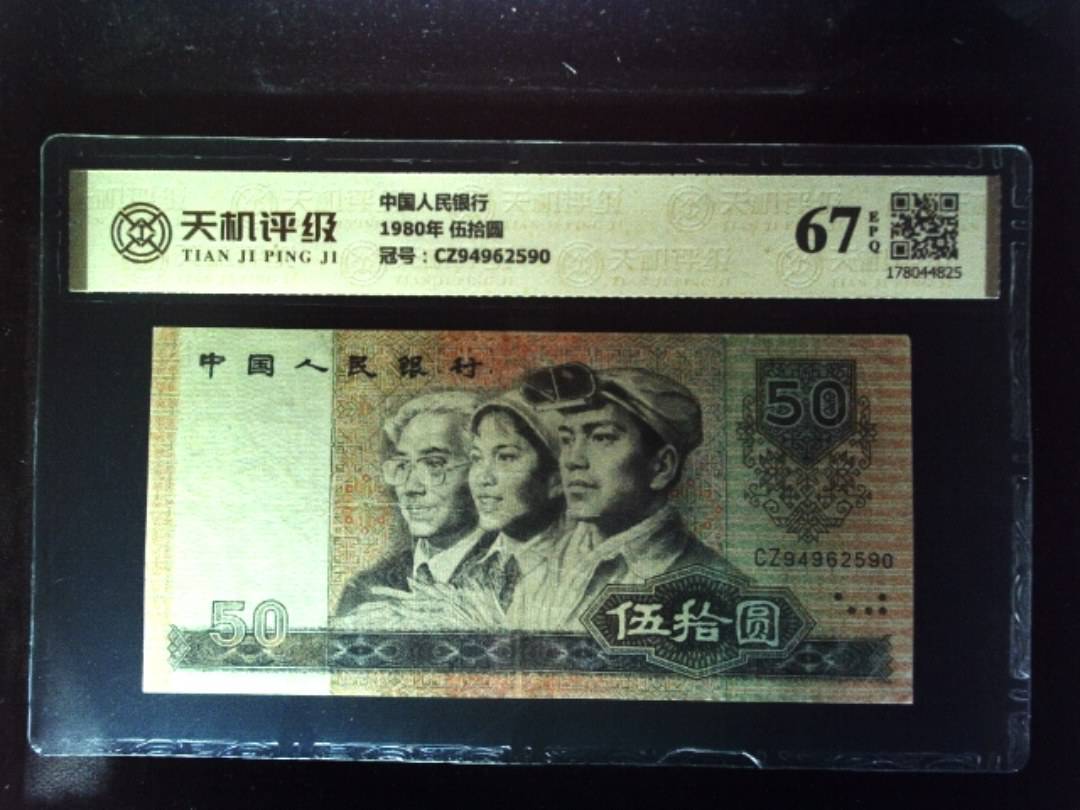 天机评级
TIAN JI PING JI
中国人民银行
1980年 伍拾圆
冠号：CZ94962590
67
EPQ
178044825
中国人民银行
50
CZ94962590
50
伍拾圆